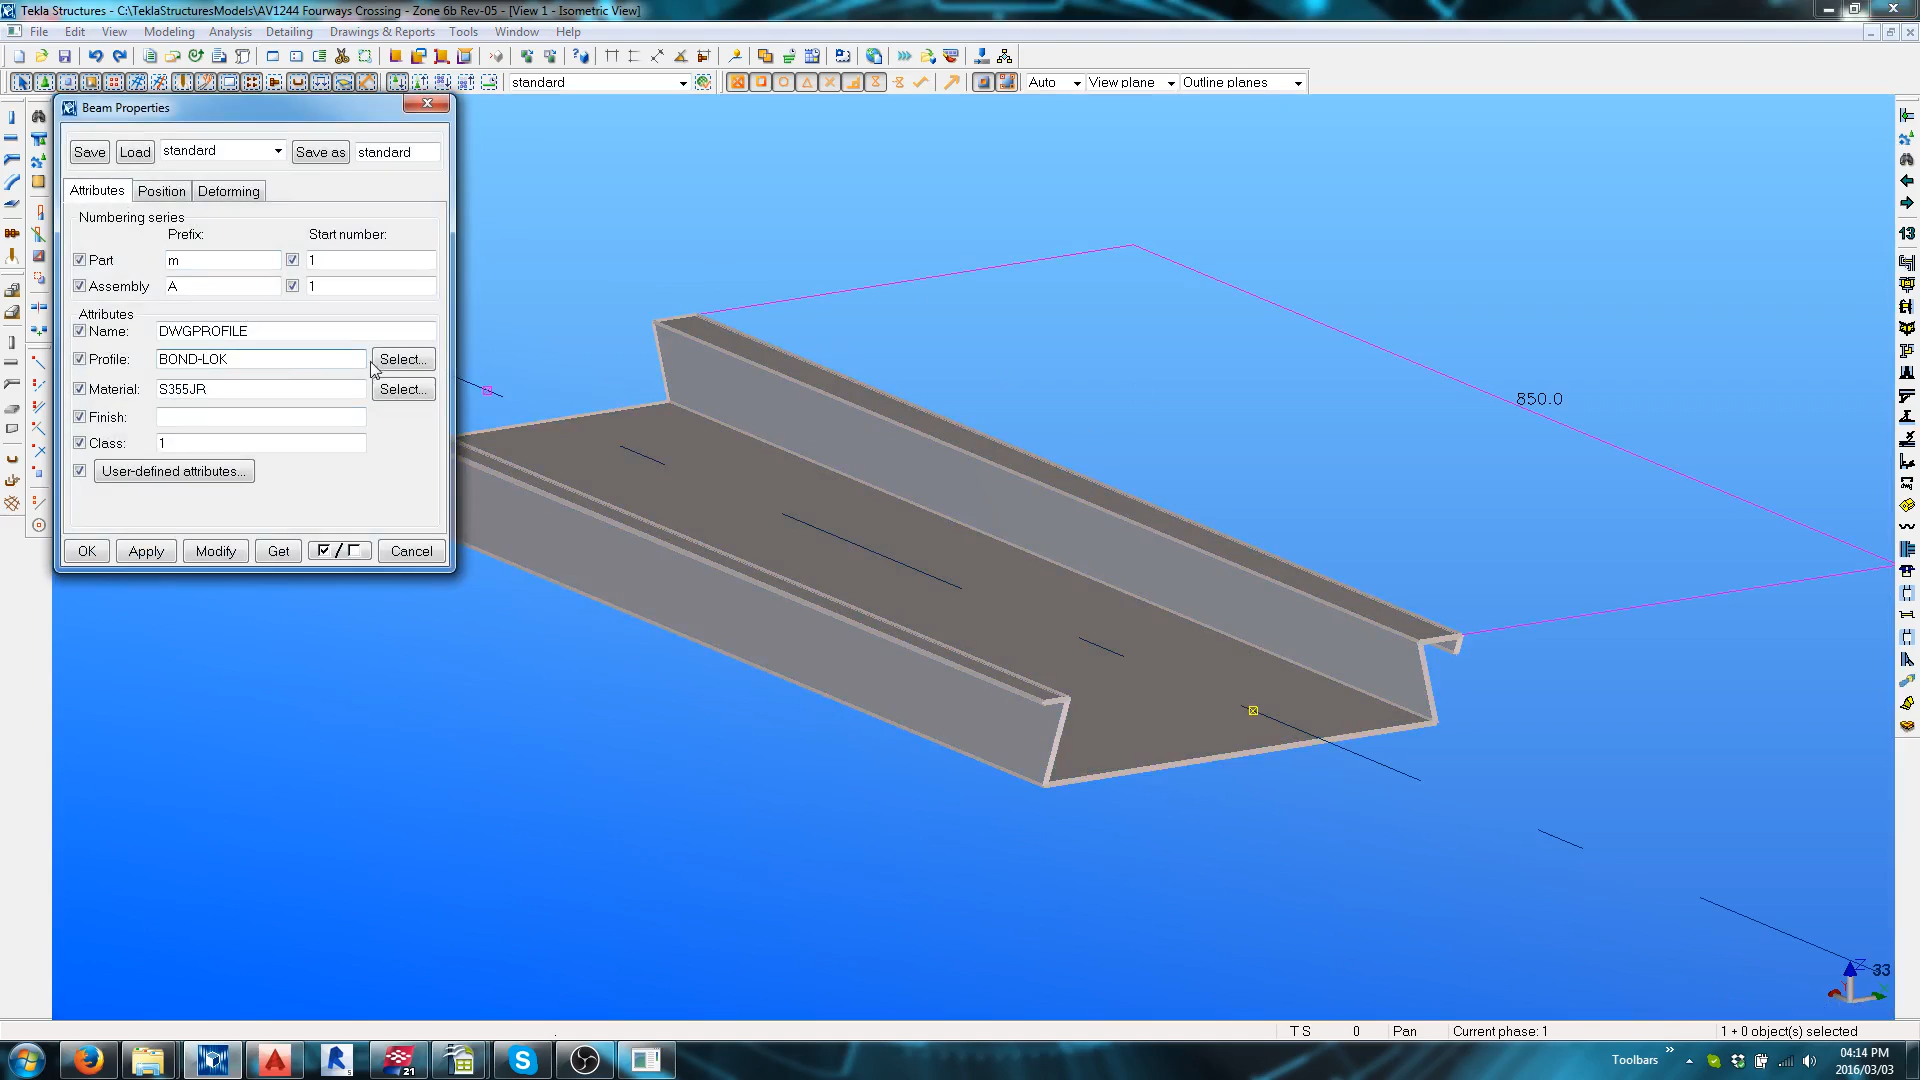 Tekla Structures - C:\TeklaStructuresModels\AV1244 Fourways Crossing - Zone 6b Rev-05 - [View 1 - Isometric View]
File Edit View Modeling Analysis Detailing Drawings & Reports Tools Window Help
standard Auto View plane Outline planes
Beam Properties
Save Load standard Save as standard
Attributes Position Deforming
Numbering series
Prefix: Start number:
Part m 1
Assembly A 1
Attributes
Name: DWGPROFILE
Profile: BOND-LOK Select...
Material: S355JR Select...
Finish:
Class: 1
User-defined attributes...
OK Apply Modify Get / Cancel
850.0
13
dwg
Z 33
T S 0 Pan Current phase: 1 1 + 0 object(s) selected
21
Toolbars
04:14 PM
2016/03/03